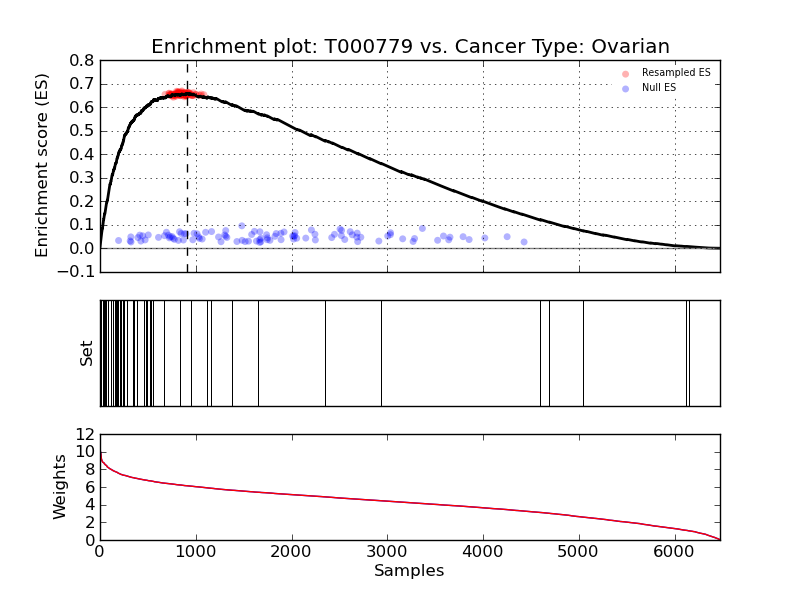 Enrichment plot: T000779 vs. Cancer Type: Ovarian
Enrichment score (ES)
0.8
0.7
0.6
0.5
0.4
0.3
0.2
0.1
0.0
−0.1
Resampled ES
Null ES
Set
Weights
12
10
8
6
4
2
0
0 1000 2000 3000 4000 5000 6000
Samples